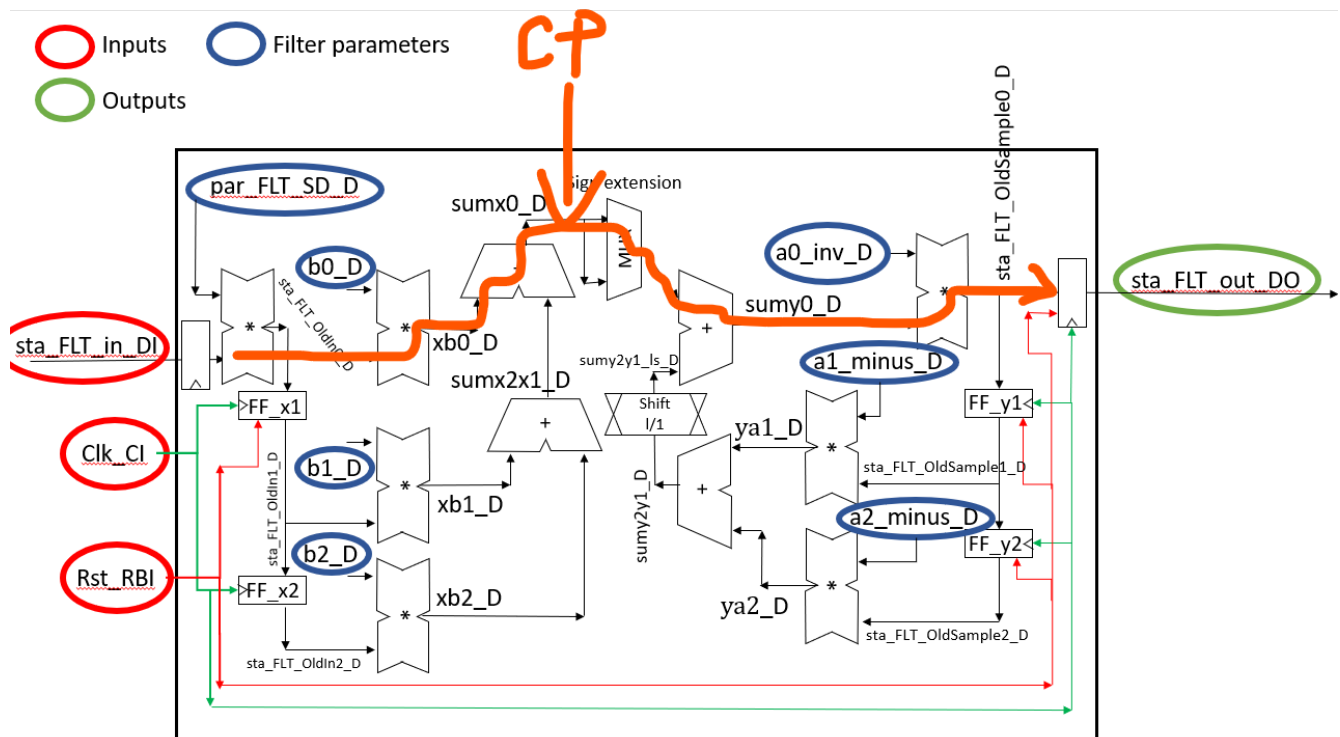 CP
Inputs
Filter parameters
Outputs
sta_FLT_OldSample0_D
par_FLT_SD_D
Sign extension
sumx0_D
b0_D
MUX
a0_inv_D
sta_FLT_out_DO
sta_FLT_OldIn0_D
*
*
+
*
sta_FLT_in_DI
xb0_D
+
sumy0_D
sumy2y1_ls_D
a1_minus_D
sumx2x1_D
FF_x1
Shift
l/1
FF_y1
Clk_CI
+
ya1_D
*
b1_D
sta_FLT_OldIn1_D
*
xb1_D
sumy2y1_D
+
sta_FLT_OldSample1_D
a2_minus_D
b2_D
FF_y2
Rst_RBI
FF_x2
*
xb2_D
ya2_D
*
sta_FLT_OldSample2_D
sta_FLT_OldIn2_D